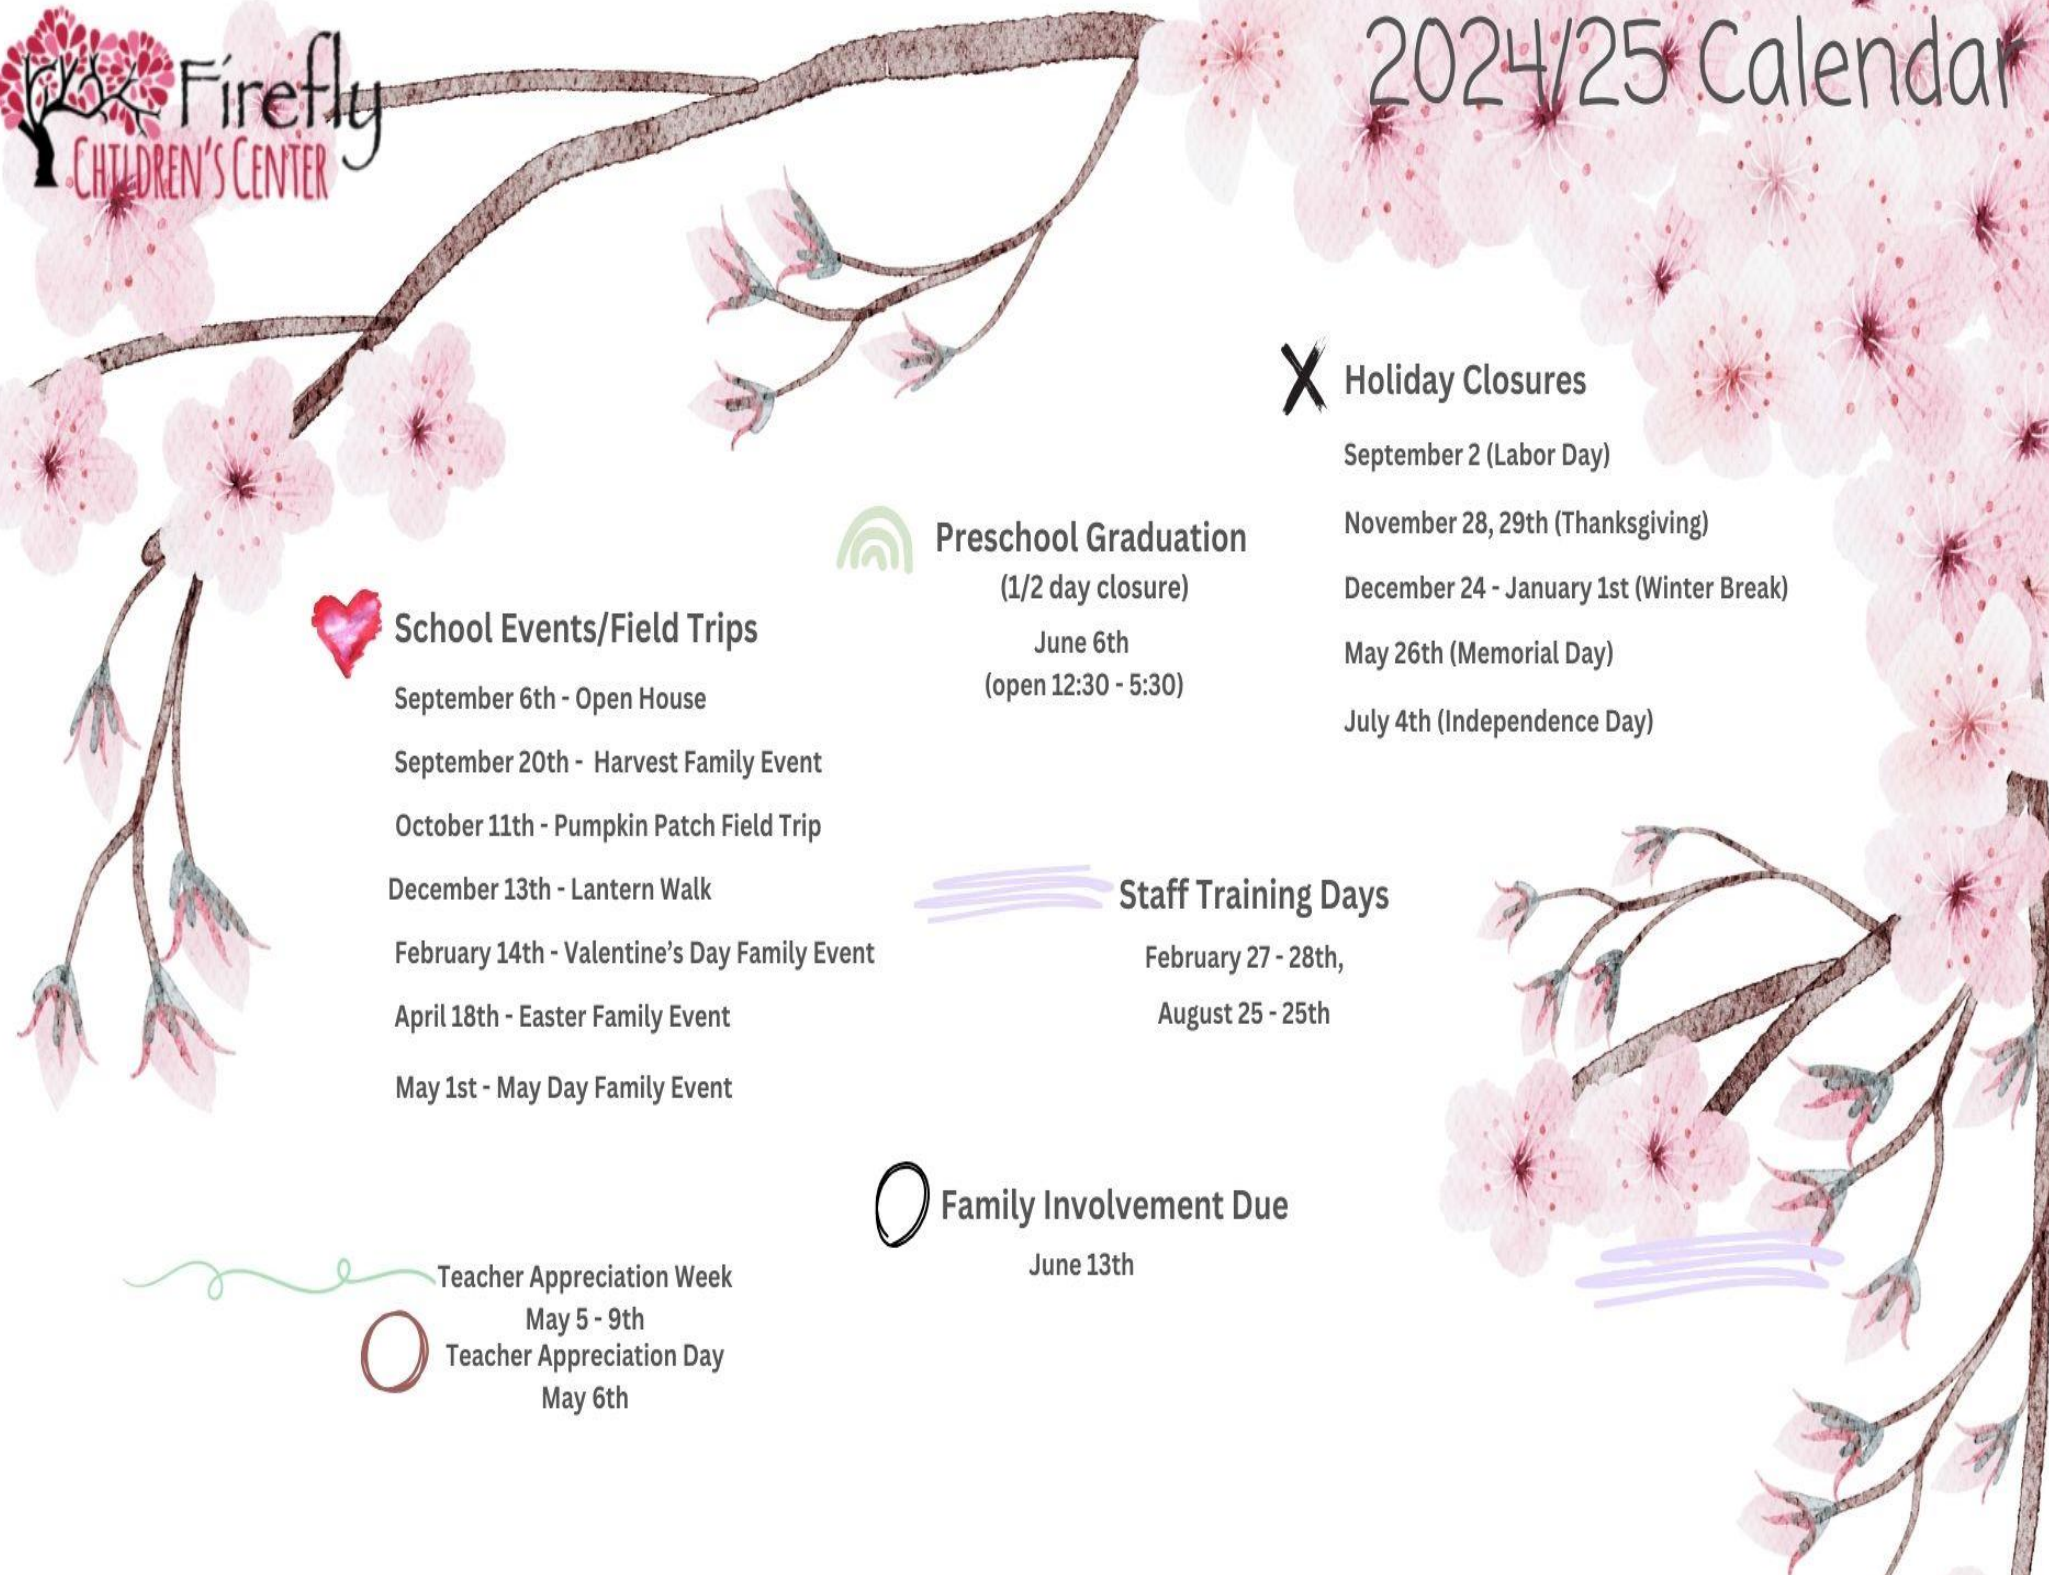 Firefly
CHILDREN'S CENTER
2024/25 Calendar
Holiday Closures
September 2 (Labor Day)
November 28, 29th (Thanksgiving)
December 24 - January 1st (Winter Break)
May 26th (Memorial Day)
July 4th (Independence Day)
Preschool Graduation
(1/2 day closure)
June 6th
(open 12:30 - 5:30)
School Events/Field Trips
September 6th - Open House
September 20th - Harvest Family Event
October 11th - Pumpkin Patch Field Trip
December 13th - Lantern Walk
February 14th - Valentine's Day Family Event
April 18th - Easter Family Event
May 1st - May Day Family Event
Staff Training Days
February 27 - 28th,
August 25 - 25th
Family Involvement Due
June 13th
Teacher Appreciation Week
May 5 - 9th
Teacher Appreciation Day
May 6th